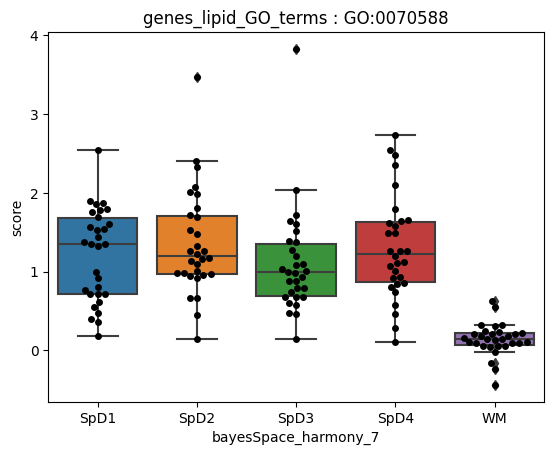 genes_lipid_GO_terms : GO:0070588
4
3
2
1
0
score
SpD1 SpD2 SpD3 SpD4 WM
bayesSpace_harmony_7